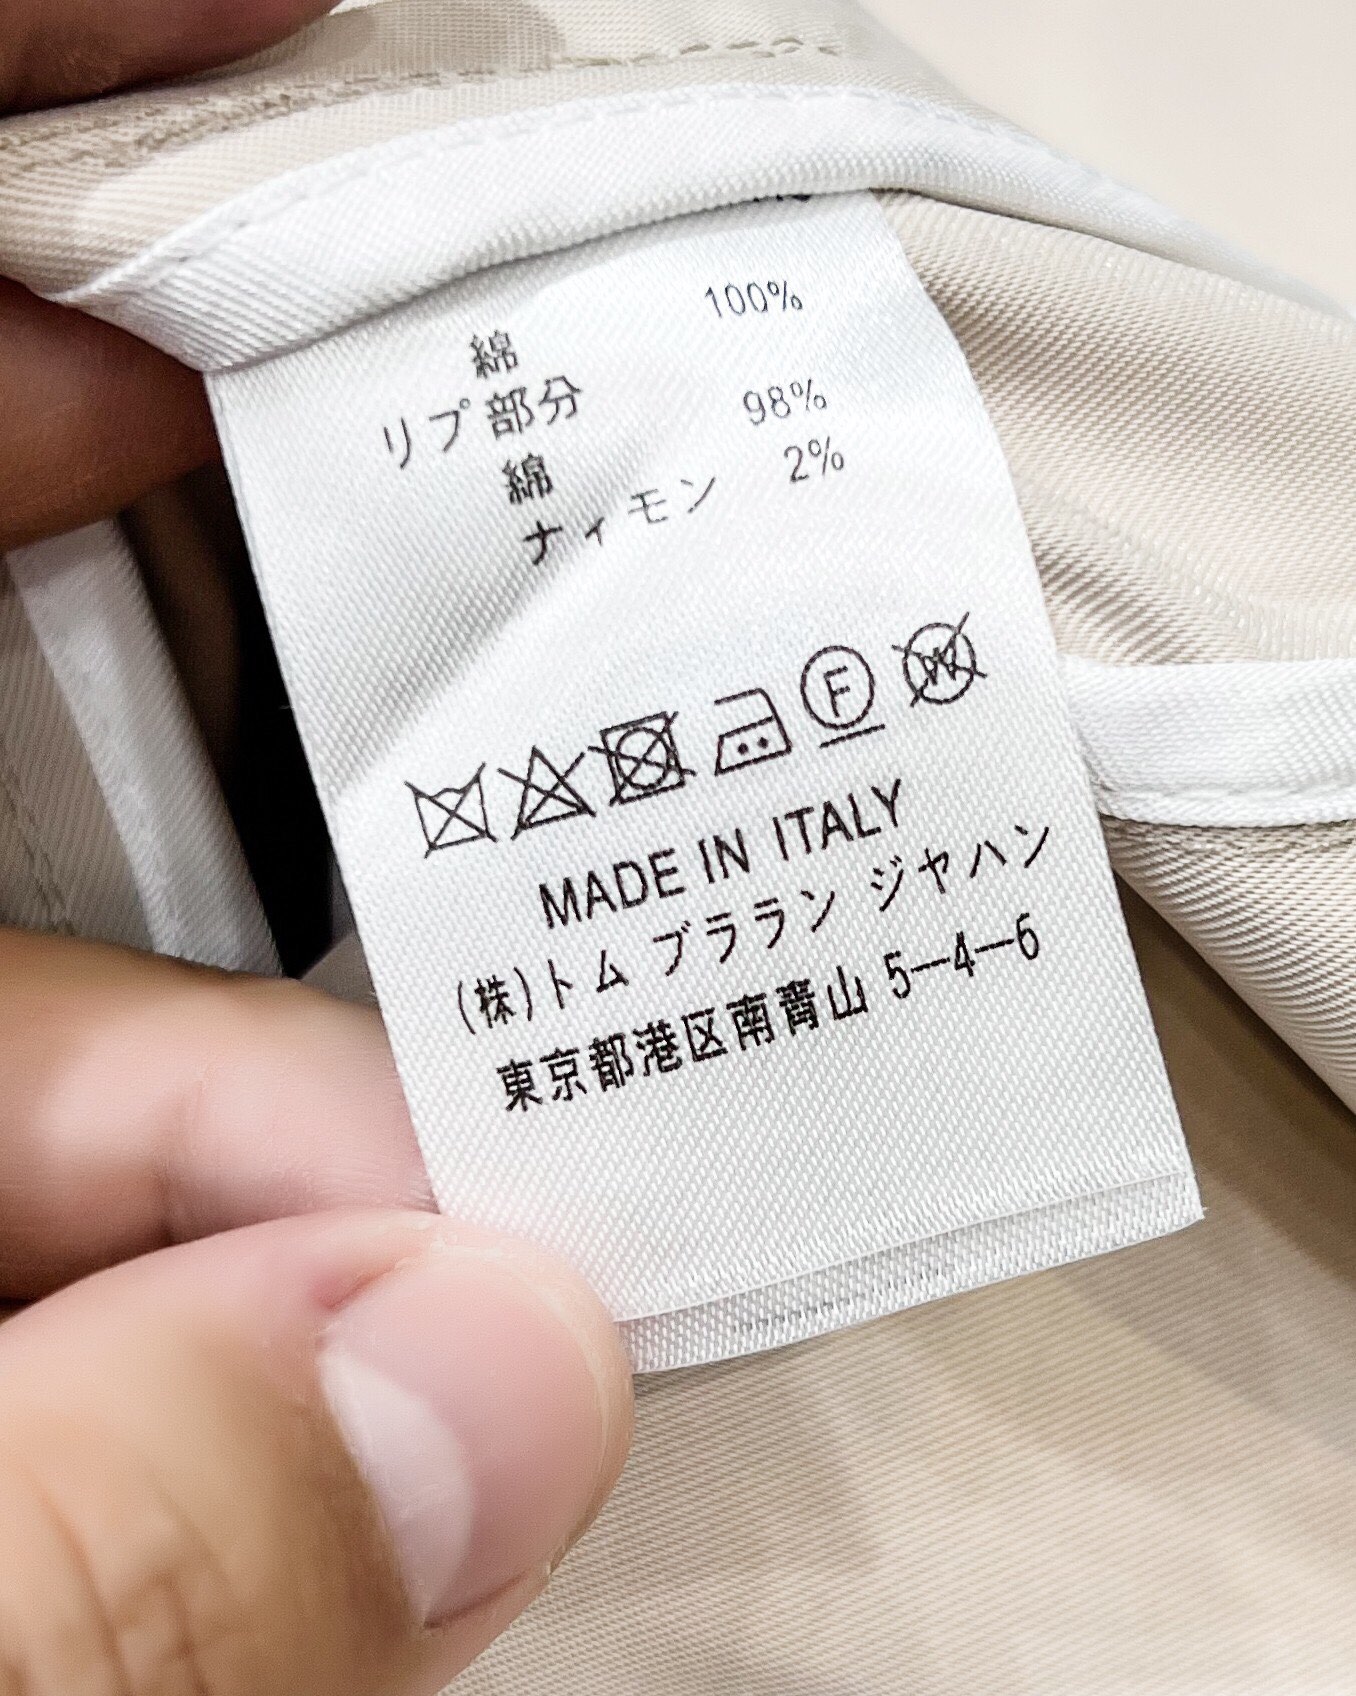 綿 100%
リプ部分
綿 98%
ナィモン 2%
F
W
MADE IN ITALY
(株)トム ブララン ジヤハン
東京都港区南青山 5-4-6